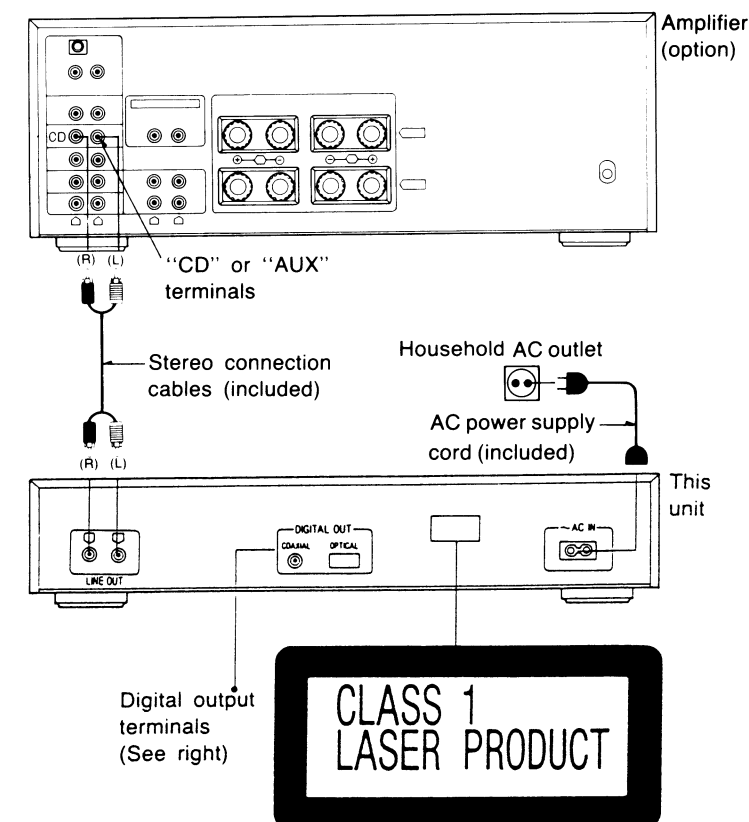 Amplifier
(option)
CD
(R) (L)
"CD" or "AUX"
terminals
Stereo connection
cables (included)
Household AC outlet
AC power supply
cord (included)
(R) (L)
This
unit
LINE OUT
DIGITAL OUT
COAXIAL OPTICAL
~AC IN
Digital output
terminals
(See right)
CLASS 1
LASER PRODUCT